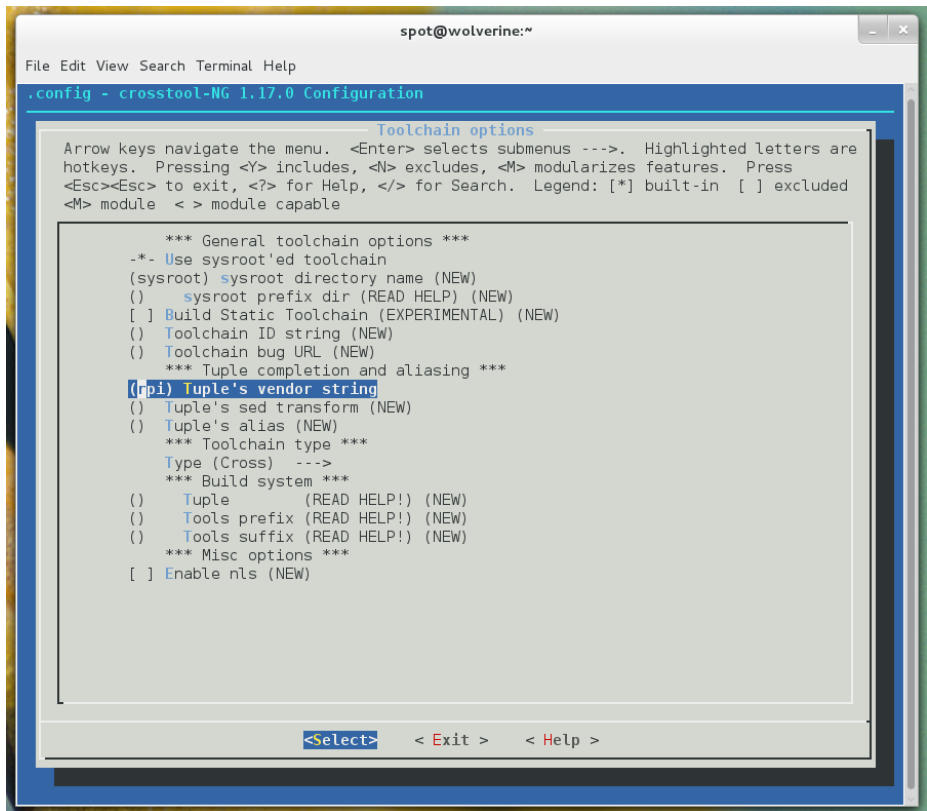 spot@wolverine:~
File Edit View Search Terminal Help
.config - crosstool-NG 1.17.0 Configuration
Toolchain options
Arrow keys navigate the menu.  <Enter> selects submenus --->.  Highlighted letters are
hotkeys.  Pressing <Y> includes, <N> excludes, <M> modularizes features.  Press
<Esc><Esc> to exit, <?> for Help, </> for Search.  Legend: [*] built-in  [ ] excluded
<M> module  < > module capable
*** General toolchain options ***
-*- Use sysroot'ed toolchain
(sysroot) sysroot directory name (NEW)
()    sysroot prefix dir (READ HELP) (NEW)
[ ] Build Static Toolchain (EXPERIMENTAL) (NEW)
()  Toolchain ID string (NEW)
()  Toolchain bug URL (NEW)
*** Tuple completion and aliasing ***
(rpi) Tuple's vendor string
()  Tuple's sed transform (NEW)
()  Tuple's alias (NEW)
*** Toolchain type ***
Type (Cross)  --->
*** Build system ***
()    Tuple        (READ HELP!) (NEW)
()    Tools prefix (READ HELP!) (NEW)
()    Tools suffix (READ HELP!) (NEW)
*** Misc options ***
[ ] Enable nls (NEW)
<Select>    < Exit >    < Help >